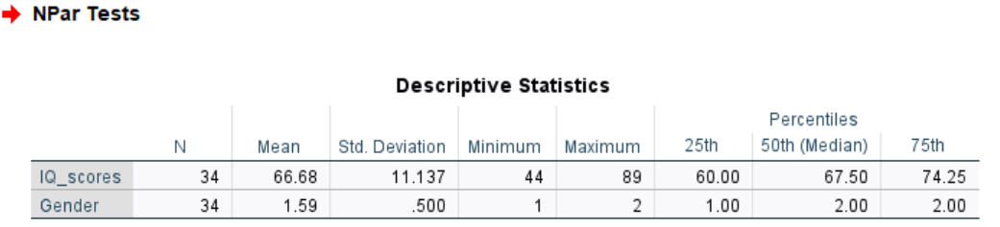 NPar Tests
Descriptive Statistics
Percentiles
N Mean Std. Deviation Minimum Maximum 25th 50th (Median) 75th
IQ_scores 34 66.68 11.137 44 89 60.00 67.50 74.25
Gender 34 1.59 .500 1 2 1.00 2.00 2.00